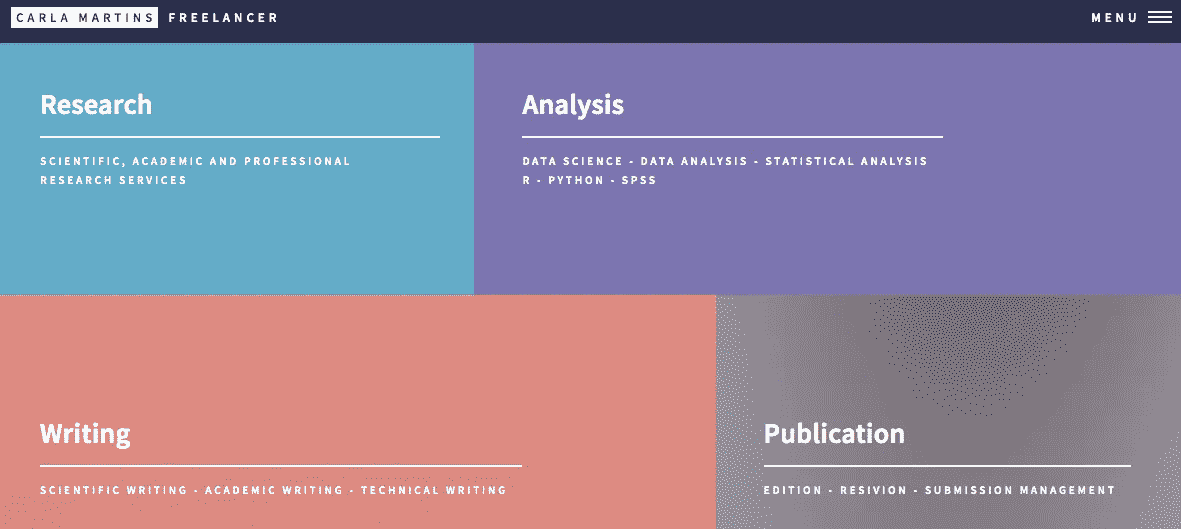 CARLA MARTINS FREELANCER
MENU
Research
SCIENTIFIC, ACADEMIC AND PROFESSIONAL
RESEARCH SERVICES
Analysis
DATA SCIENCE - DATA ANALYSIS - STATISTICAL ANALYSIS
R - PYTHON - SPSS
Writing
SCIENTIFIC WRITING - ACADEMIC WRITING - TECHNICAL WRITING
Publication
EDITION - RESIVION - SUBMISSION MANAGEMENT